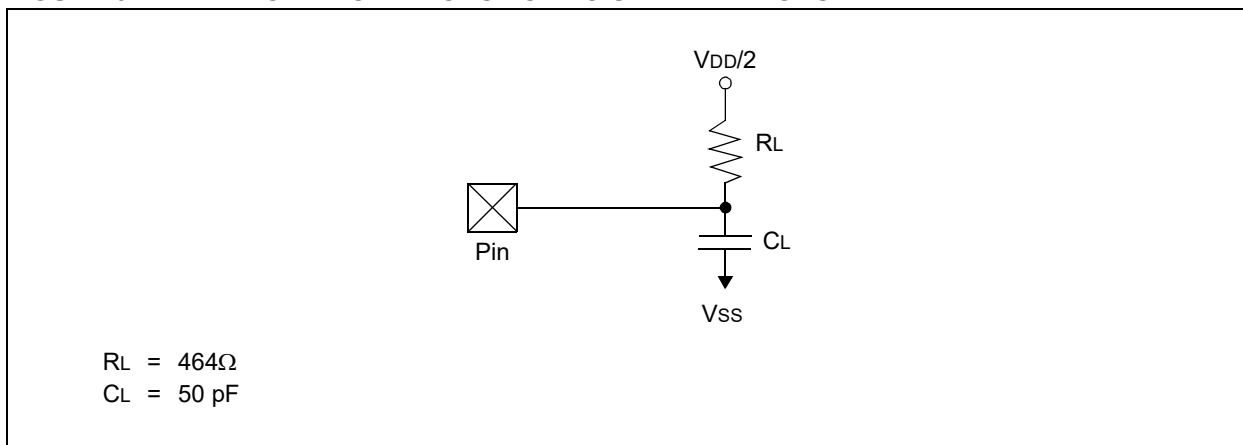 VDD/2
RL
Pin
CL
VSS
RL = 464Ω
CL = 50 pF